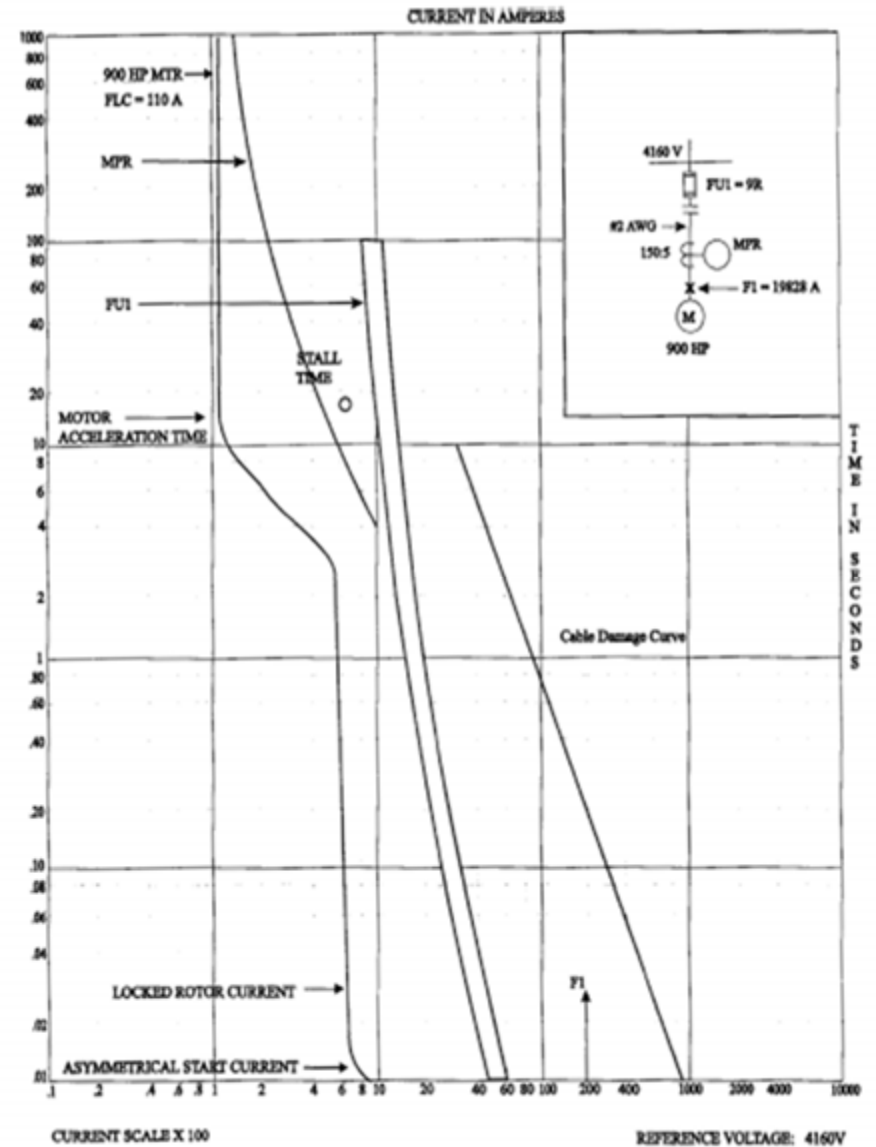 CURRENT IN AMPERES
1000
800
600
400
200
100
80
60
40
20
10
8
6
4
2
1
.80
.60
.40
.20
.10
.08
.06
.04
.02
.01
900 HP MTR
FLC = 110 A
MPR
FU1
STALL
TIME
MOTOR
ACCELERATION TIME
4160 V
FU1 = 9R
#2 AWG
150:5
MPR
F1 = 19828 A
M
900 HP
TIME IN SECONDS
Cable Damage Curve
F1
LOCKED ROTOR CURRENT
ASYMMETRICAL START CURRENT
.1 .2 .4 .6 .8 1 2 4 6 8 10 20 40 60 80 100 200 400 1000 2000 4000 10000
CURRENT SCALE X 100
REFERENCE VOLTAGE: 4160V